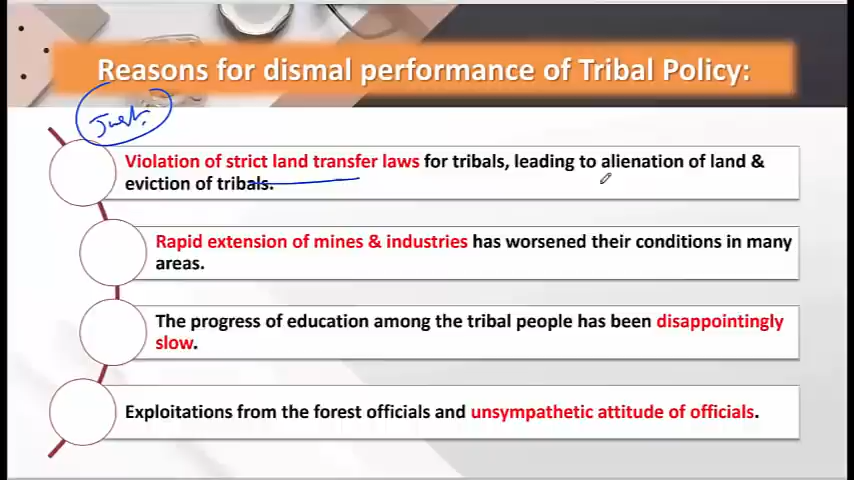 Reasons for dismal performance of Tribal Policy:
Violation of strict land transfer laws for tribals, leading to alienation of land &
eviction of tribals.
Rapid extension of mines & industries has worsened their conditions in many
areas.
The progress of education among the tribal people has been disappointingly
slow.
Exploitations from the forest officials and unsympathetic attitude of officials.